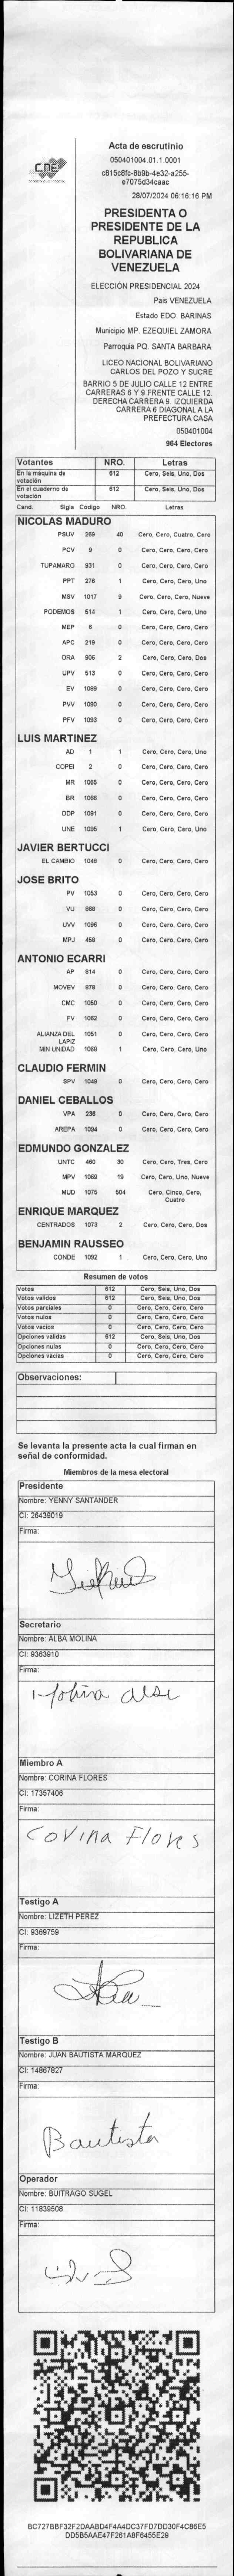 CNE
Acta de escrutinio
050401004.01.1.0001
c815c8fc-8b9b-4e32-a255-
e7075d34caac
28/07/2024 06:16:16 PM
PRESIDENTA O
PRESIDENTE DE LA
REPUBLICA
BOLIVARIANA DE
VENEZUELA
ELECCIÓN PRESIDENCIAL 2024
País VENEZUELA
Estado EDO. BARINAS
Municipio MP. EZEQUIEL ZAMORA
Parroquia PQ. SANTA BARBARA
LICEO NACIONAL BOLIVARIANO
CARLOS DEL POZO Y SUCRE
BARRIO 5 DE JULIO CALLE 12 ENTRE
CARRERAS 8 Y 9 FRENTE CALLE 12.
DERECHA CARRERA 9. IZQUIERDA
CARRERA 6 DIAGONAL A LA
PREFECTURA CASA
050401004
964 Electores
Votantes NRO. Letras
En la máquina de votación 612 Cero, Seis, Uno, Dos
En el cuaderno de votación 612 Cero, Seis, Uno, Dos
Cand. Sigla Código NRO. Letras
NICOLAS MADURO
PSUV 269 40 Cero, Cero, Cuatro, Cero
PCV 9 0 Cero, Cero, Cero, Cero
TUPAMARO 931 0 Cero, Cero, Cero, Cero
PPT 276 1 Cero, Cero, Cero, Uno
MSV 1017 9 Cero, Cero, Cero, Nueve
PODEMOS 514 1 Cero, Cero, Cero, Uno
MEP 6 0 Cero, Cero, Cero, Cero
APC 219 0 Cero, Cero, Cero, Cero
ORA 906 2 Cero, Cero, Cero, Dos
UPV 513 0 Cero, Cero, Cero, Cero
EV 1089 0 Cero, Cero, Cero, Cero
PVV 1090 0 Cero, Cero, Cero, Cero
PFV 1093 0 Cero, Cero, Cero, Cero
LUIS MARTINEZ
AD 1 1 Cero, Cero, Cero, Uno
COPEI 2 0 Cero, Cero, Cero, Cero
MR 1065 0 Cero, Cero, Cero, Cero
BR 1066 0 Cero, Cero, Cero, Cero
DDP 1091 0 Cero, Cero, Cero, Cero
UNE 1095 1 Cero, Cero, Cero, Uno
JAVIER BERTUCCI
EL CAMBIO 1048 0 Cero, Cero, Cero, Cero
JOSE BRITO
PV 1053 0 Cero, Cero, Cero, Cero
VU 868 0 Cero, Cero, Cero, Cero
UVV 1096 0 Cero, Cero, Cero, Cero
MPJ 458 0 Cero, Cero, Cero, Cero
ANTONIO ECARRI
AP 614 0 Cero, Cero, Cero, Cero
MOVEV 878 0 Cero, Cero, Cero, Cero
CMC 1050 0 Cero, Cero, Cero, Cero
FV 1062 0 Cero, Cero, Cero, Cero
ALIANZA DEL LAPIZ 1051 0 Cero, Cero, Cero, Cero
MIN UNIDAD 1068 1 Cero, Cero, Cero, Uno
CLAUDIO FERMIN
SPV 1049 0 Cero, Cero, Cero, Cero
DANIEL CEBALLOS
VPA 236 0 Cero, Cero, Cero, Cero
AREPA 1094 0 Cero, Cero, Cero, Cero
EDMUNDO GONZALEZ
UNTC 460 30 Cero, Cero, Tres, Cero
MPV 1069 19 Cero, Cero, Uno, Nueve
MUD 1075 504 Cero, Cinco, Cero, Cuatro
ENRIQUE MARQUEZ
CENTRADOS 1073 2 Cero, Cero, Cero, Dos
BENJAMIN RAUSSEO
CONDE 1092 1 Cero, Cero, Cero, Uno
Resumen de votos
Votos 612 Cero, Seis, Uno, Dos
Votos validos 612 Cero, Seis, Uno, Dos
Votos parciales 0 Cero, Cero, Cero, Cero
Votos nulos 0 Cero, Cero, Cero, Cero
Votos vacios 0 Cero, Cero, Cero, Cero
Opciones validas 612 Cero, Seis, Uno, Dos
Opciones nulas 0 Cero, Cero, Cero, Cero
Opciones vacias 0 Cero, Cero, Cero, Cero
Observaciones:
Se levanta la presente acta la cual firman en
señal de conformidad.
Miembros de la mesa electoral
Presidente
Nombre: YENNY SANTANDER
CI: 26439019
Firma:
Secretario
Nombre: ALBA MOLINA
CI: 9363910
Firma:
Molina
Miembro A
Nombre: CORINA FLORES
CI: 17357406
Firma:
Corina Flores
Testigo A
Nombre: LIZETH PEREZ
CI: 9369759
Firma:
Testigo B
Nombre: JUAN BAUTISTA MARQUEZ
CI: 14867827
Firma:
Bautista
Operador
Nombre: BUITRAGO SUGEL
CI: 11839508
Firma:
BC727BBF32F2DAABD4F4A4DC37FD7DD30F4C86E5
DD5B5AAE47F261A8F6455E29